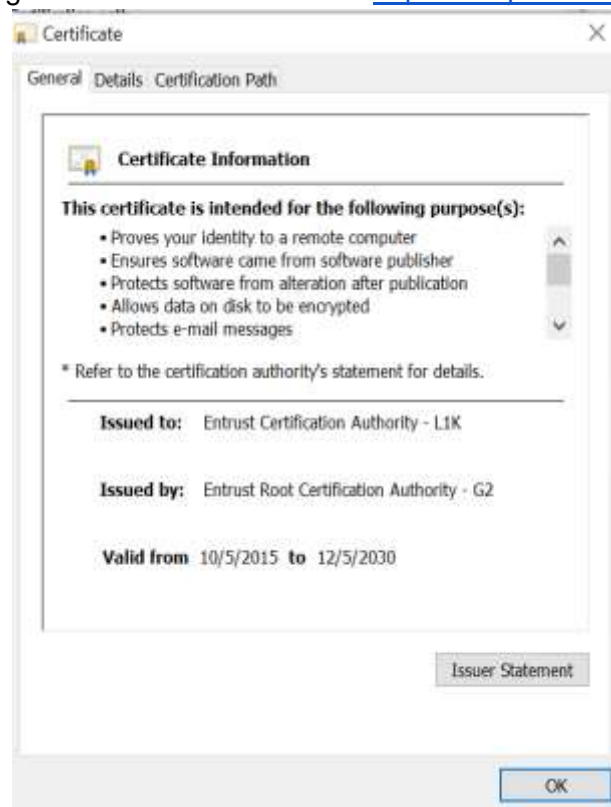 Certificate
General Details Certification Path
Certificate Information
This certificate is intended for the following purpose(s):
• Proves your identity to a remote computer
• Ensures software came from software publisher
• Protects software from alteration after publication
• Allows data on disk to be encrypted
• Protects e-mail messages
* Refer to the certification authority's statement for details.
Issued to: Entrust Certification Authority - L1K
Issued by: Entrust Root Certification Authority - G2
Valid from 10/5/2015 to 12/5/2030
Issuer Statement
OK